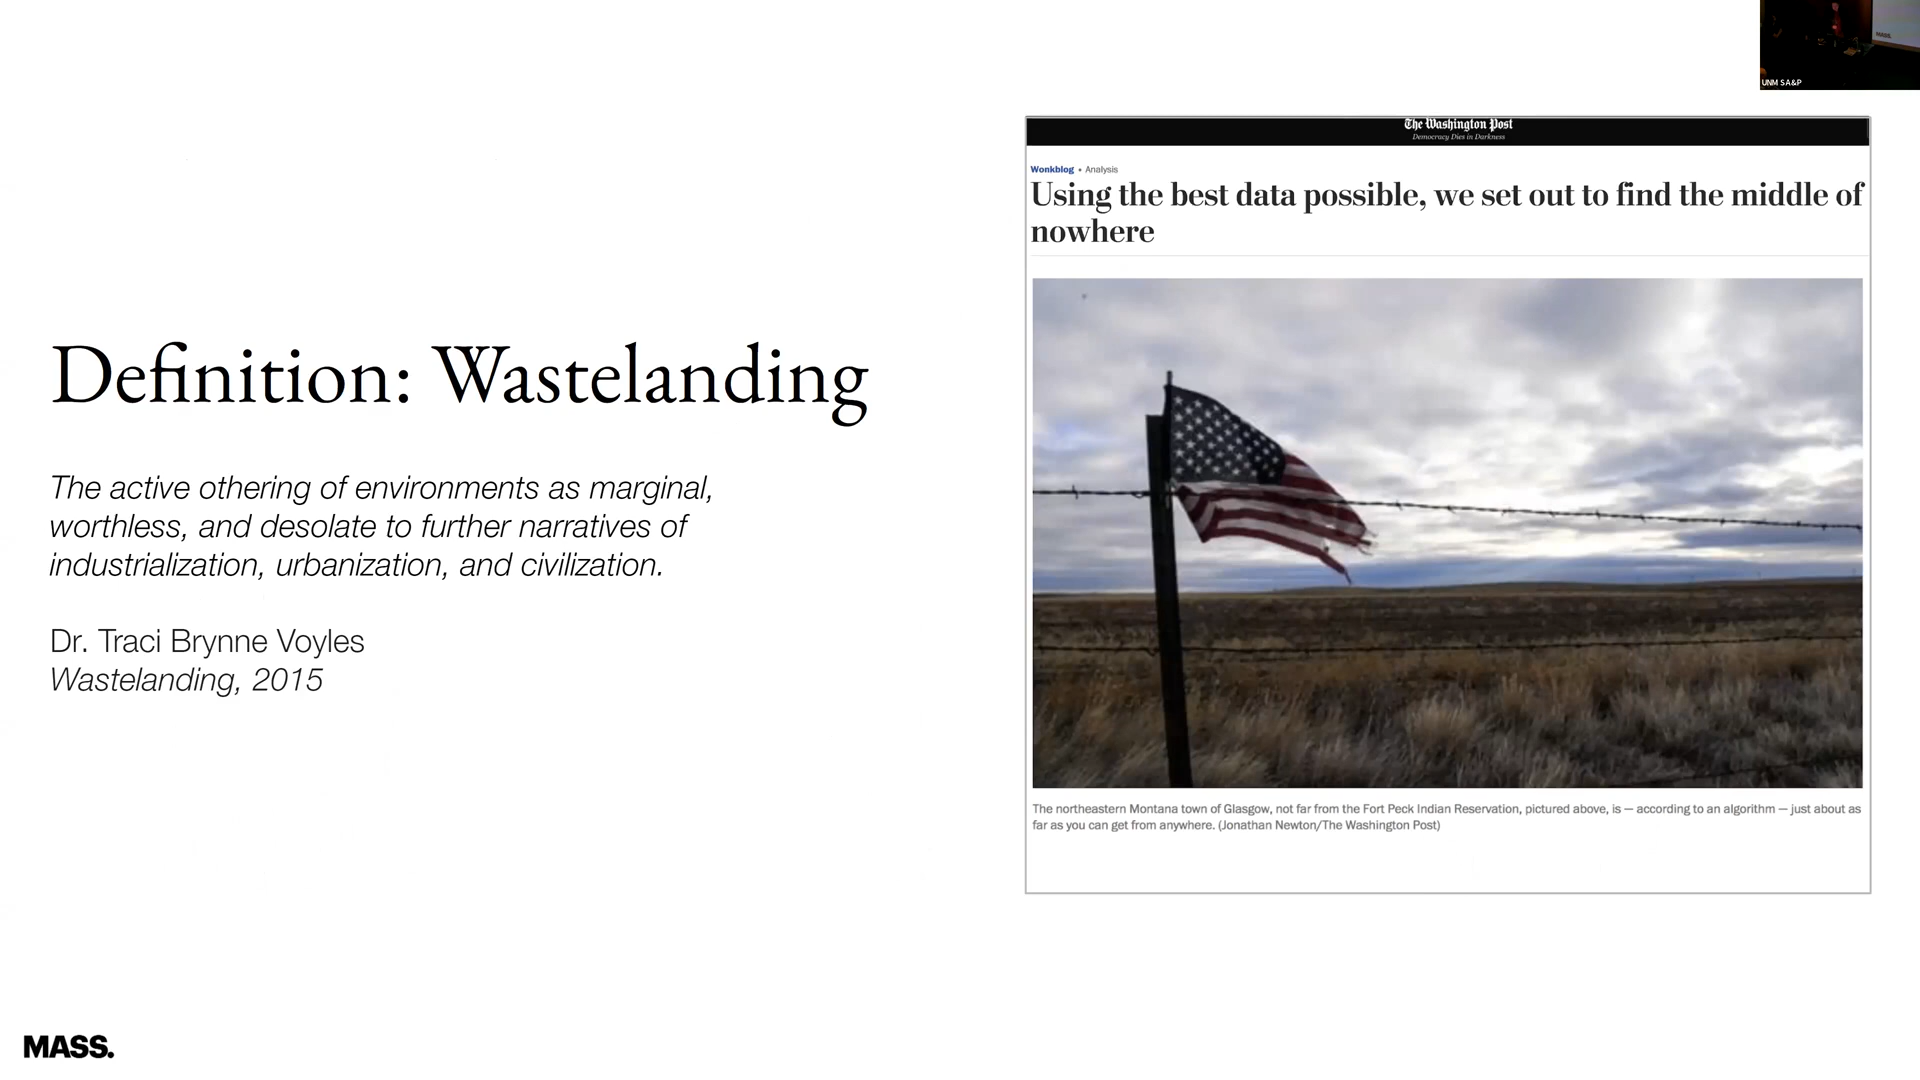 UNM SA&P
Definition: Wastelanding
The active othering of environments as marginal,
worthless, and desolate to further narratives of
industrialization, urbanization, and civilization.
Dr. Traci Brynne Voyles
Wastelanding, 2015
The Washington Post
Democracy Dies in Darkness
Wonkblog • Analysis
Using the best data possible, we set out to find the middle of
nowhere
The northeastern Montana town of Glasgow, not far from the Fort Peck Indian Reservation, pictured above, is — according to an algorithm — just about as
far as you can get from anywhere. (Jonathan Newton/The Washington Post)
MASS.